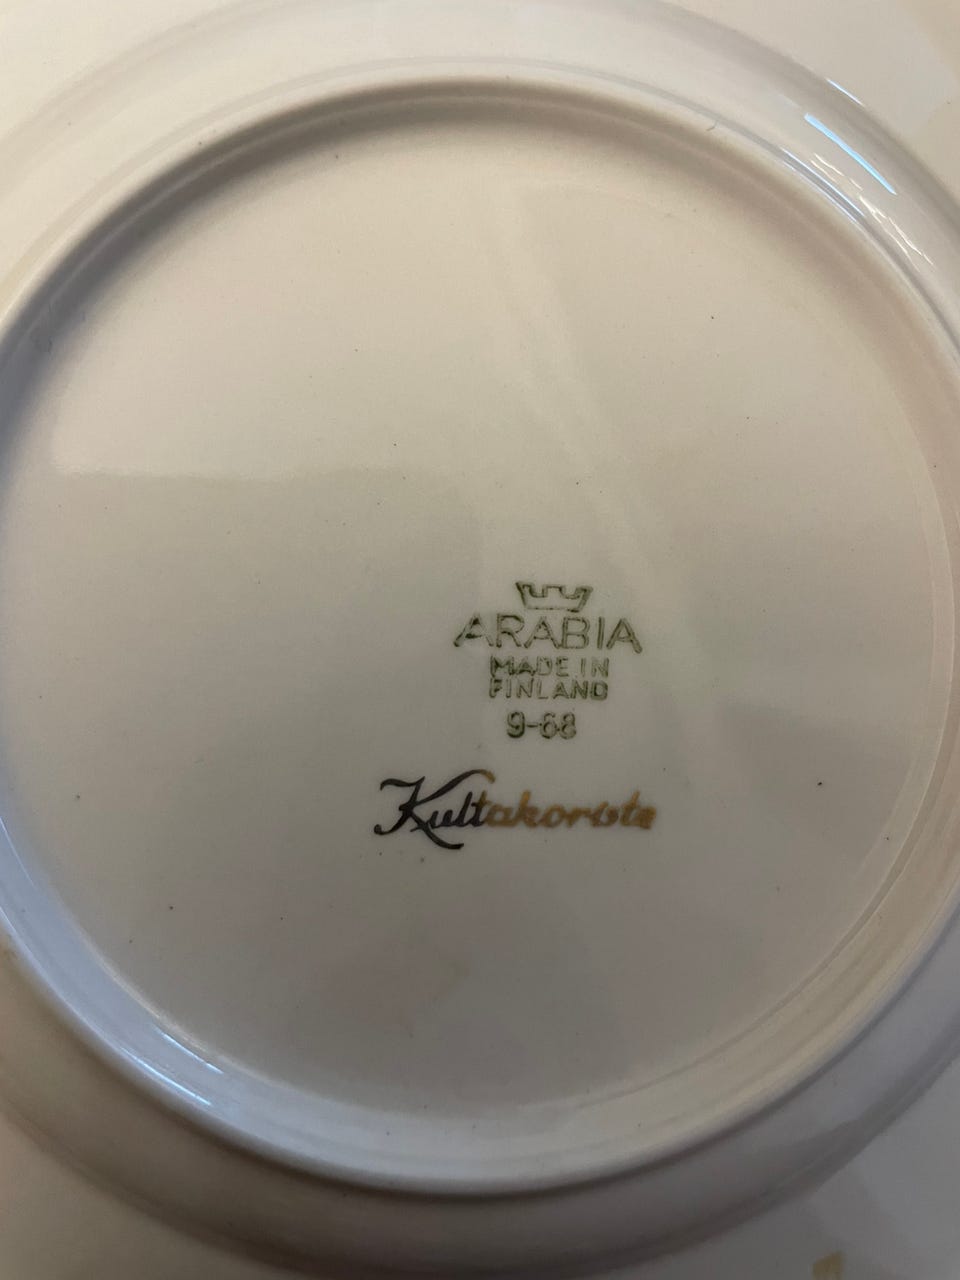 ARABIA
MADE IN
FINLAND
9-68
Kultakoriste